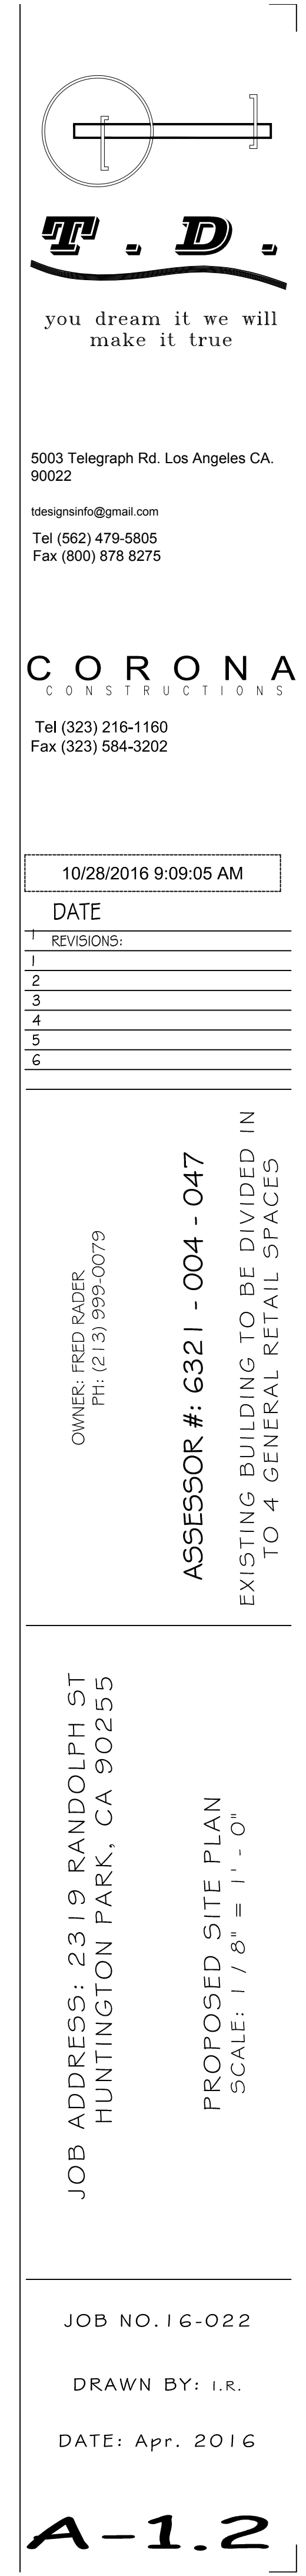 T. D.
you dream it we will
make it true
5003 Telegraph Rd. Los Angeles CA.
90022
tdesignsinfo@gmail.com
Tel (562) 479-5805
Fax (800) 878 8275
CORONA
CONSTRUCTIONS
Tel (323) 216-1160
Fax (323) 584-3202
10/28/2016 9:09:05 AM
DATE
1 REVISIONS:
1
2
3
4
5
6
OWNER: FRED RADER
PH: (213) 999-0079
ASSESSOR #: 6321 - 004 - 047
EXISTING BUILDING TO BE DIVIDED IN
TO 4 GENERAL RETAIL SPACES
JOB ADDRESS: 2319 RANDOLPH ST
HUNTINGTON PARK, CA 90255
PROPOSED SITE PLAN
SCALE: 1 / 8" = 1' - 0"
JOB NO.16-022
DRAWN BY: I.R.
DATE: Apr. 2016
A-1.2